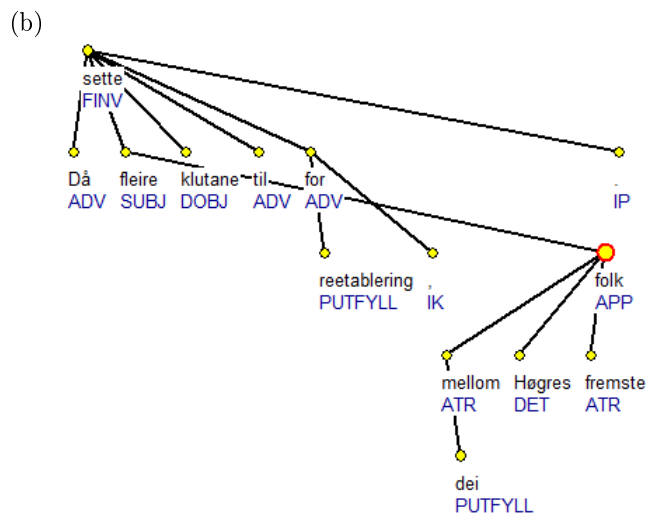 (b)
sette
FINV
Då fleire klutane til for .
ADV SUBJ DOBJ ADV ADV IP
reetablering , folk
PUTFYLL IK APP
mellom Høgres fremste
ATR DET ATR
dei
PUTFYLL